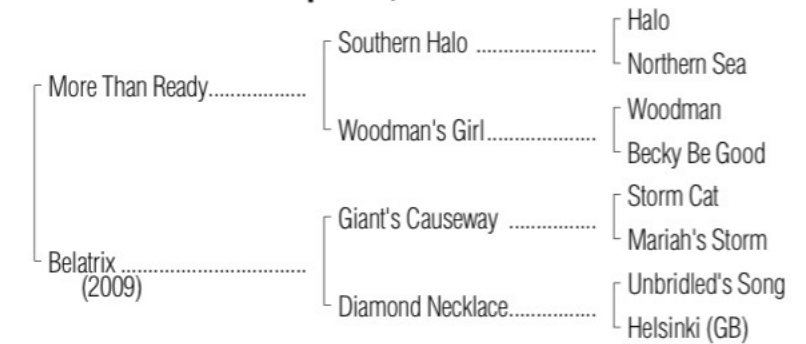 Halo
Southern Halo ......................
Northern Sea
More Than Ready..................
Woodman
Woodman's Girl....................
Becky Be Good
Storm Cat
Giant's Causeway ................
Mariah's Storm
Belatrix ..................................
(2009)
Unbridled's Song
Diamond Necklace................
Helsinki (GB)